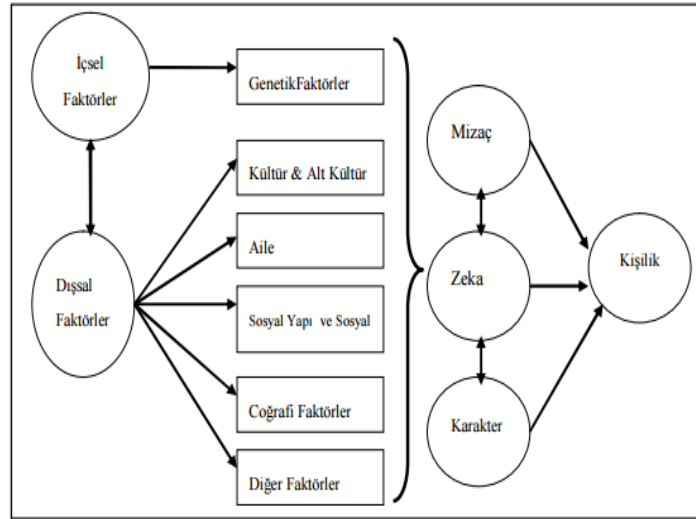 İçsel
Faktörler
GenetikFaktörler
Kültür & Alt Kültür
Aile
Dışsal
Faktörler
Sosyal Yapı ve Sosyal
Coğrafi Faktörler
Diğer Faktörler
Mizaç
Zeka
Karakter
Kişilik